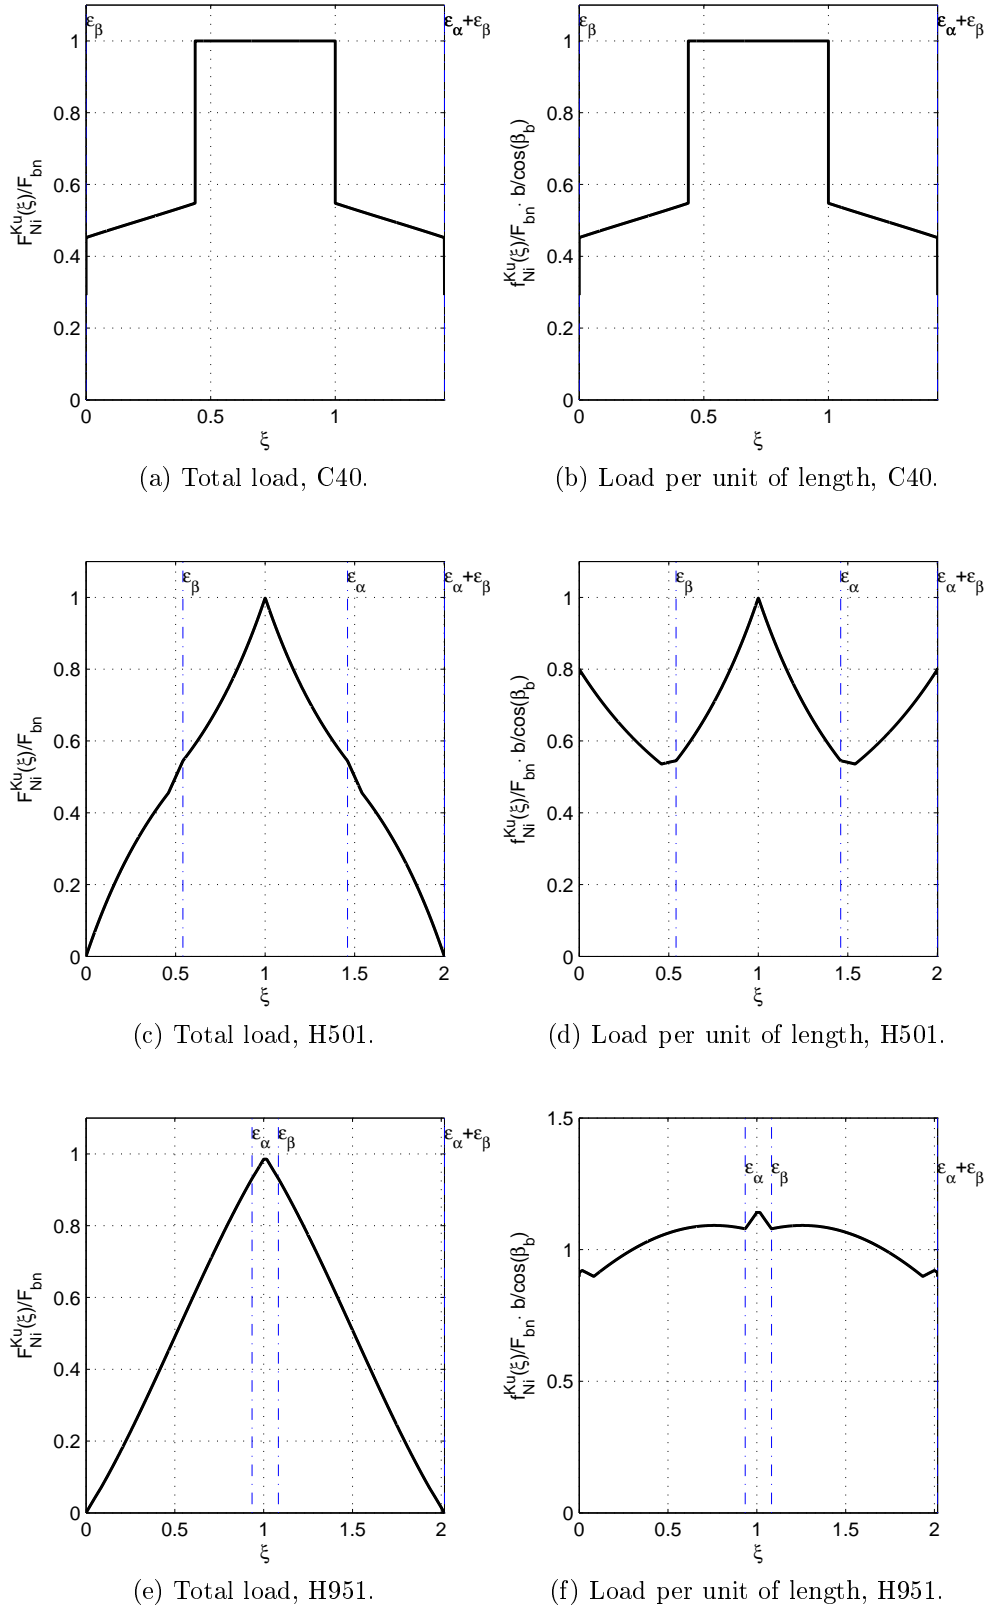 ε_β ε_α+ε_β
1
0.8
0.6
0.4
0.2
0
0 0.5 1
F_Ni^Ku(ξ)/F_bn
ξ
(a) Total load, C40.
ε_β ε_α+ε_β
1
0.8
0.6
0.4
0.2
0
0 0.5 1
f_Ni^Ku(ξ)/F_bn · b/cos(β_b)
ξ
(b) Load per unit of length, C40.
ε_β ε_α ε_α+ε_β
1
0.8
0.6
0.4
0.2
0
0 0.5 1 1.5 2
F_Ni^Ku(ξ)/F_bn
ξ
(c) Total load, H501.
ε_β ε_α ε_α+ε_β
1
0.8
0.6
0.4
0.2
0
0 0.5 1 1.5 2
f_Ni^Ku(ξ)/F_bn · b/cos(β_b)
ξ
(d) Load per unit of length, H501.
ε_α ε_β ε_α+ε_β
1
0.8
0.6
0.4
0.2
0
0 0.5 1 1.5 2
F_Ni^Ku(ξ)/F_bn
ξ
(e) Total load, H951.
1.5
ε_α ε_β ε_α+ε_β
1
0.5
0
0 0.5 1 1.5 2
f_Ni^Ku(ξ)/F_bn · b/cos(β_b)
ξ
(f) Load per unit of length, H951.